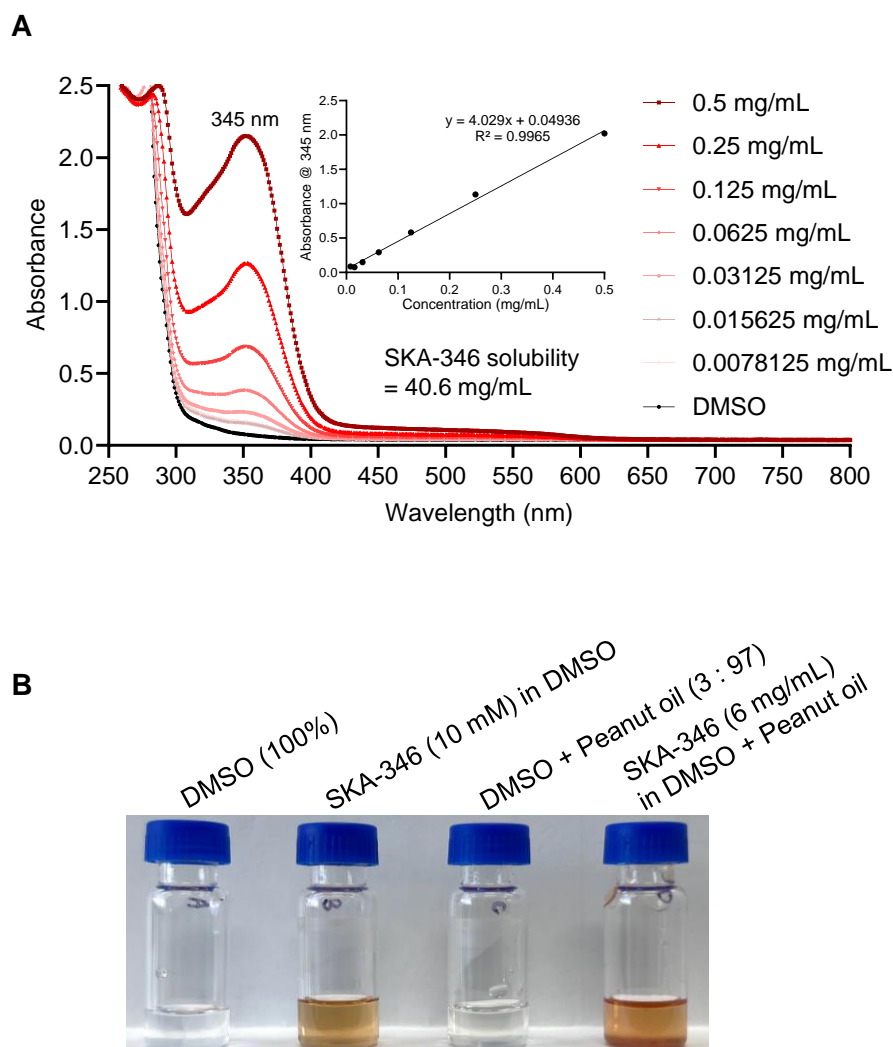 A
2.5
2.0
1.5
1.0
0.5
0.0
Absorbance
345 nm
250 300 350 400 450 500 550 600 650 700 750 800
Wavelength (nm)
2.5
2.0
1.5
1.0
0.5
0.0
Absorbance @ 345 nm
y = 4.029x + 0.04936
R² = 0.9965
0.0 0.1 0.2 0.3 0.4 0.5
Concentration (mg/mL)
SKA-346 solubility
= 40.6 mg/mL
0.5 mg/mL
0.25 mg/mL
0.125 mg/mL
0.0625 mg/mL
0.03125 mg/mL
0.015625 mg/mL
0.0078125 mg/mL
DMSO
B
DMSO (100%)
SKA-346 (10 mM) in DMSO
DMSO + Peanut oil (3 : 97)
SKA-346 (6 mg/mL)
in DMSO + Peanut oil
A
B
C